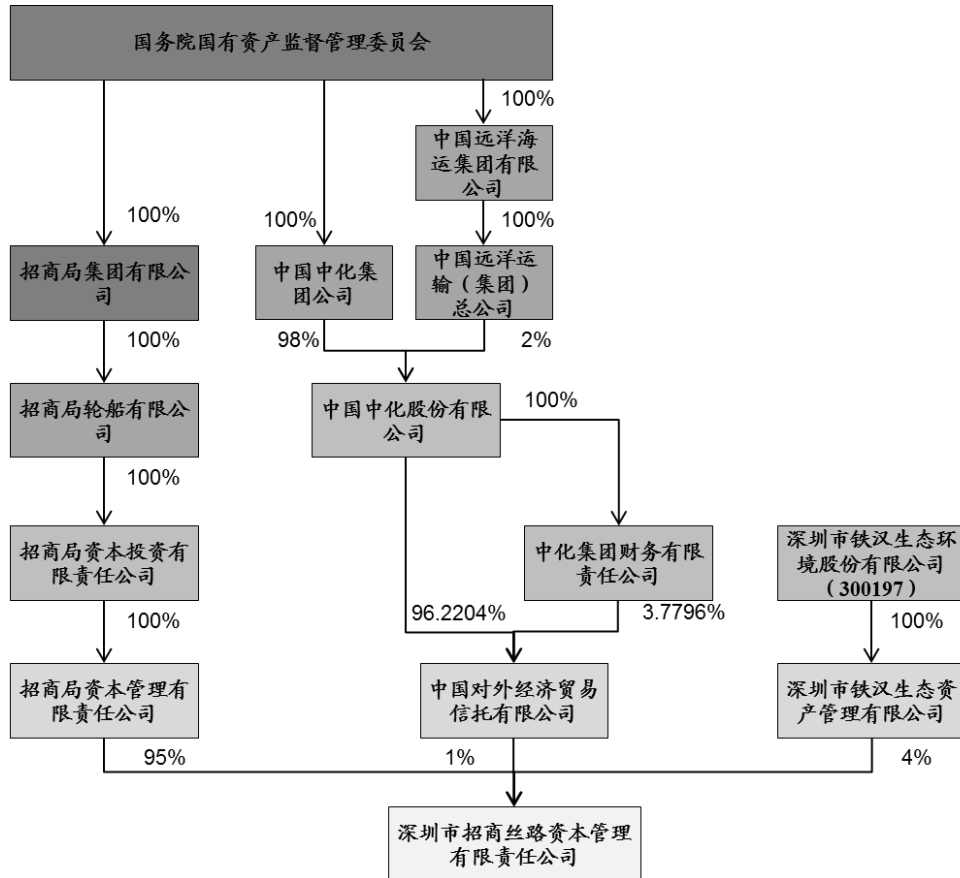 国务院国有资产监督管理委员会
100%
中国远洋海
运集团有限
公司
100%
100%
100%
招商局集团有限公
司
中国中化集
团公司
中国远洋运
输（集团）
总公司
100%
98%
2%
招商局轮船有限公
司
中国中化股份有限
公司
100%
100%
招商局资本投资有
限责任公司
中化集团财务有限
责任公司
深圳市铁汉生态环
境股份有限公司
（300197）
100%
96.2204%
3.7796%
100%
招商局资本管理有
限责任公司
中国对外经济贸易
信托有限公司
深圳市铁汉生态资
产管理有限公司
95%
1%
4%
深圳市招商丝路资本管理
有限责任公司